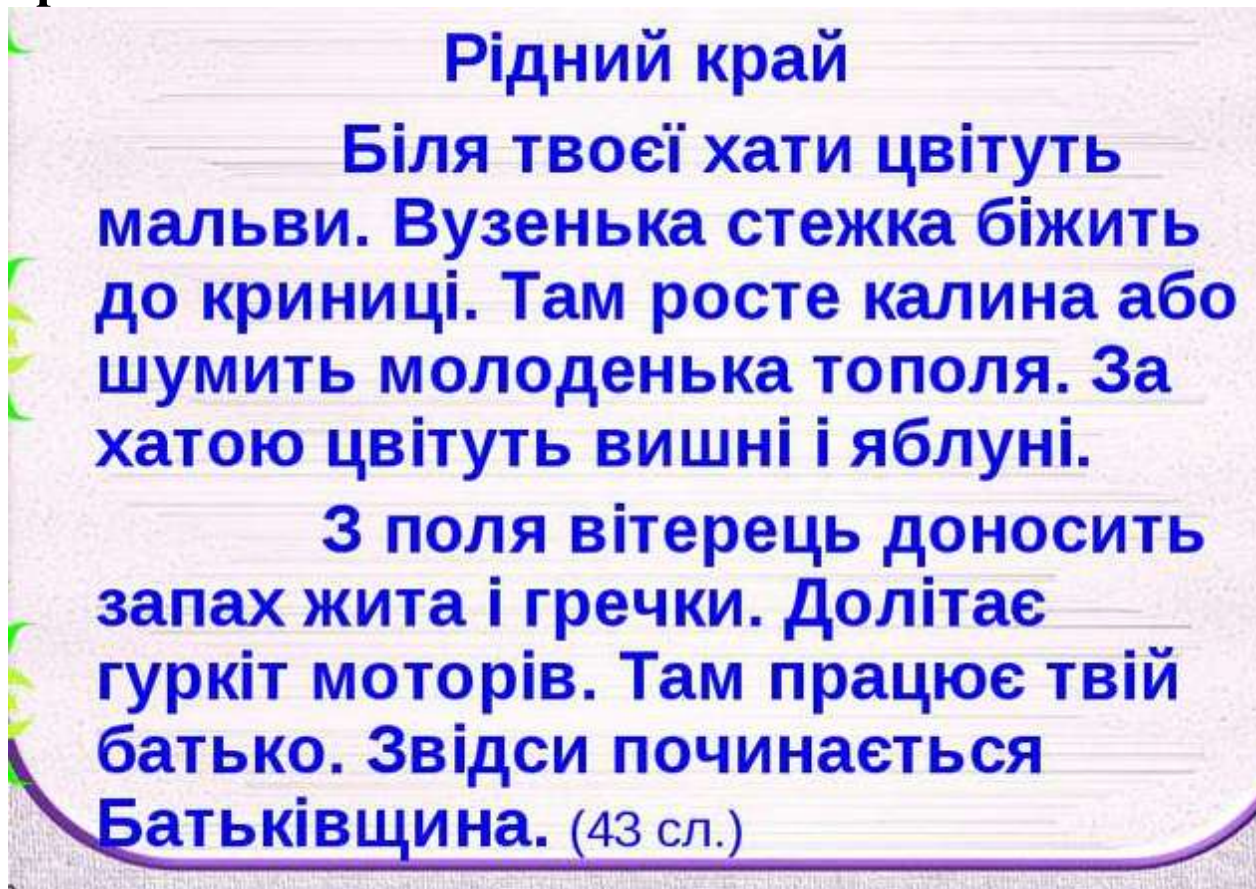 Рідний край
Біля твоєї хати цвітуть
мальви. Вузенька стежка біжить
до криниці. Там росте калина або
шумить молоденька тополя. За
хатою цвітуть вишні і яблуні.
З поля вітерець доносить
запах жита і гречки. Долітає
гуркіт моторів. Там працює твій
батько. Звідси починається
Батьківщина. (43 сл.)